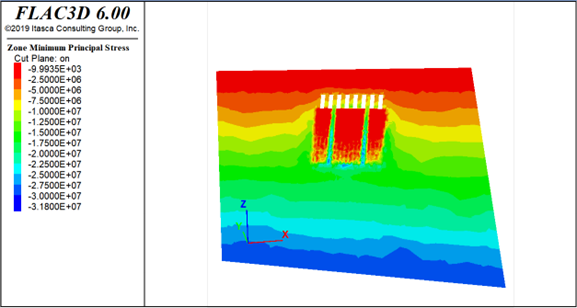 FLAC3D 6.00
©2019 Itasca Consulting Group, Inc.
Zone Minimum Principal Stress
Cut Plane: on
-9.9935E+03
-2.5000E+06
-5.0000E+06
-7.5000E+06
-1.0000E+07
-1.2500E+07
-1.5000E+07
-1.7500E+07
-2.0000E+07
-2.2500E+07
-2.5000E+07
-2.7500E+07
-3.0000E+07
-3.1800E+07
Z
X